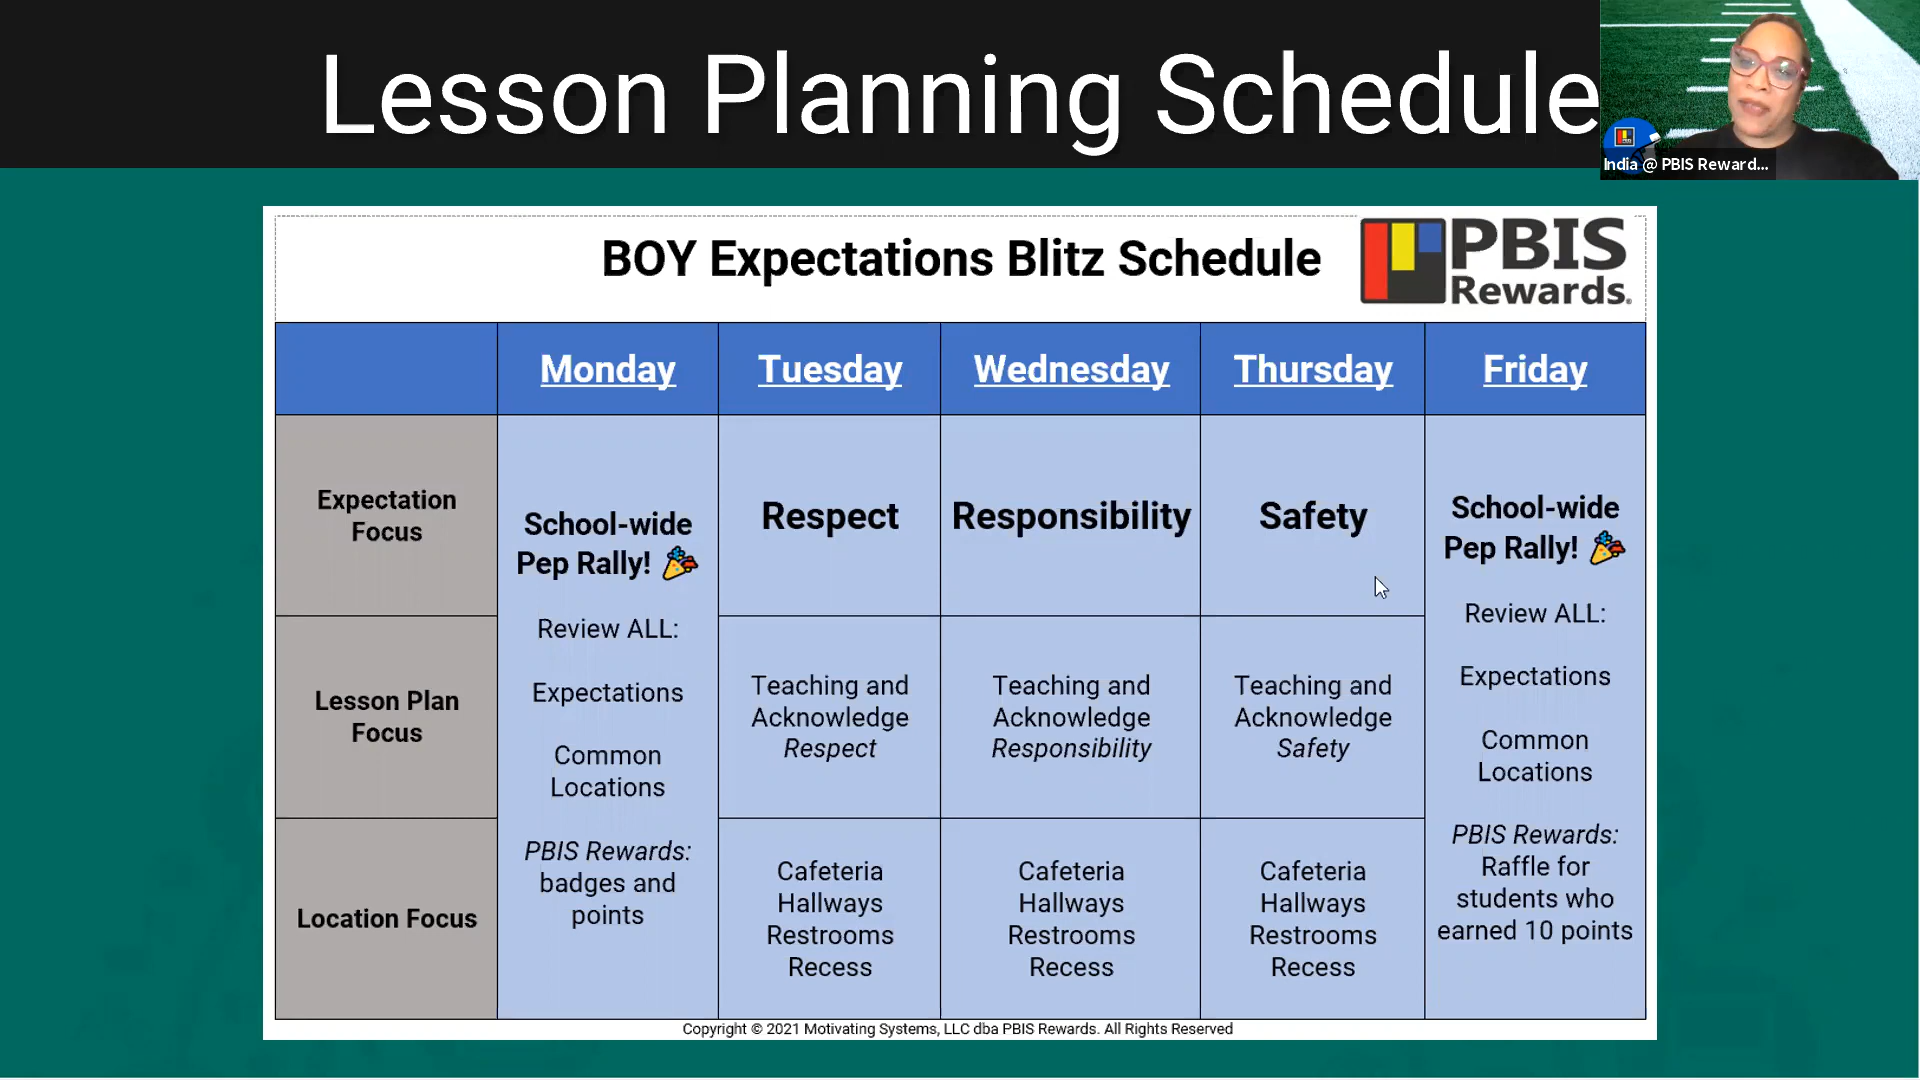 Lesson Planning Schedule
India @ PBIS Reward...
BOY Expectations Blitz Schedule
PBIS
Rewards.
Monday
Tuesday
Wednesday
Thursday
Friday
Expectation
Focus
School-wide
Pep Rally!
Review ALL:
Expectations
Common
Locations
PBIS Rewards:
badges and
points
Respect
Responsibility
Safety
School-wide
Pep Rally!
Review ALL:
Expectations
Common
Locations
PBIS Rewards:
Raffle for
students who
earned 10 points
Lesson Plan
Focus
Teaching and
Acknowledge
Respect
Teaching and
Acknowledge
Responsibility
Teaching and
Acknowledge
Safety
Location Focus
Cafeteria
Hallways
Restrooms
Recess
Cafeteria
Hallways
Restrooms
Recess
Cafeteria
Hallways
Restrooms
Recess
Copyright © 2021 Motivating Systems, LLC dba PBIS Rewards. All Rights Reserved